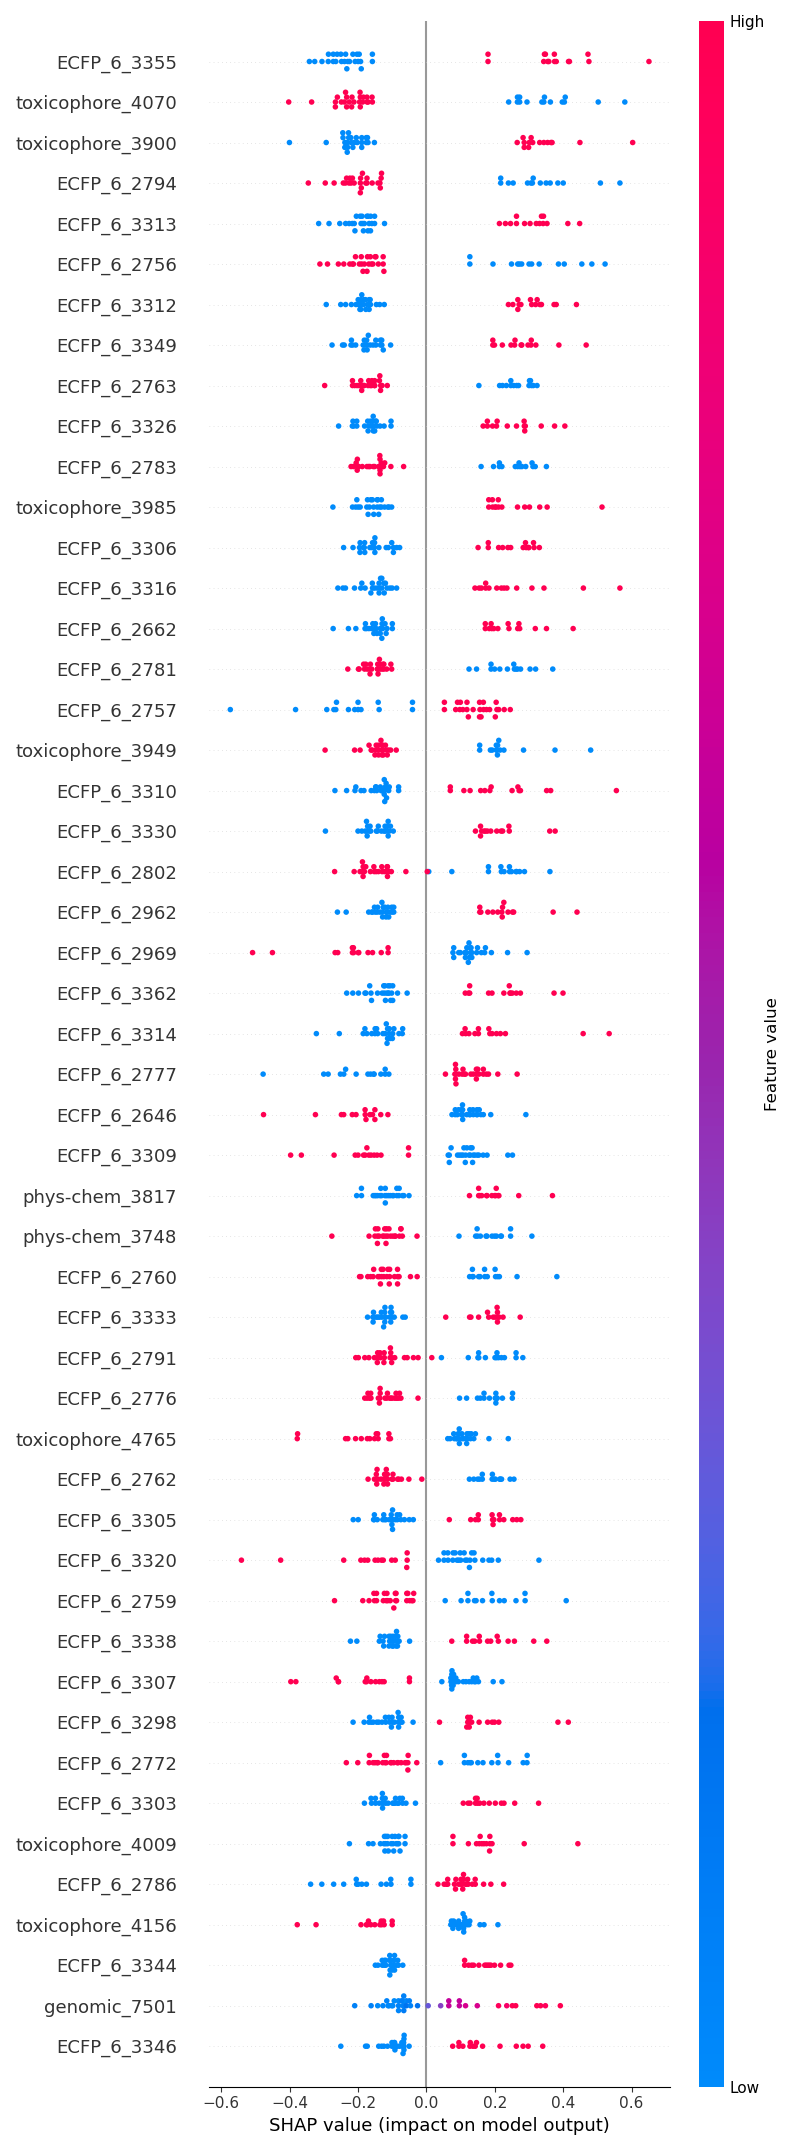 High
ECFP_6_3355
toxicophore_4070
toxicophore_3900
ECFP_6_2794
ECFP_6_3313
ECFP_6_2756
ECFP_6_3312
ECFP_6_3349
ECFP_6_2763
ECFP_6_3326
ECFP_6_2783
toxicophore_3985
ECFP_6_3306
ECFP_6_3316
ECFP_6_2662
ECFP_6_2781
ECFP_6_2757
toxicophore_3949
ECFP_6_3310
ECFP_6_3330
ECFP_6_2802
ECFP_6_2962
ECFP_6_2969
ECFP_6_3362
ECFP_6_3314
ECFP_6_2777
ECFP_6_2646
ECFP_6_3309
phys-chem_3817
phys-chem_3748
ECFP_6_2760
ECFP_6_3333
ECFP_6_2791
ECFP_6_2776
toxicophore_4765
ECFP_6_2762
ECFP_6_3305
ECFP_6_3320
ECFP_6_2759
ECFP_6_3338
ECFP_6_3307
ECFP_6_3298
ECFP_6_2772
ECFP_6_3303
toxicophore_4009
ECFP_6_2786
toxicophore_4156
ECFP_6_3344
genomic_7501
ECFP_6_3346
Feature value
Low
−0.6 −0.4 −0.2 0.0 0.2 0.4 0.6
SHAP value (impact on model output)